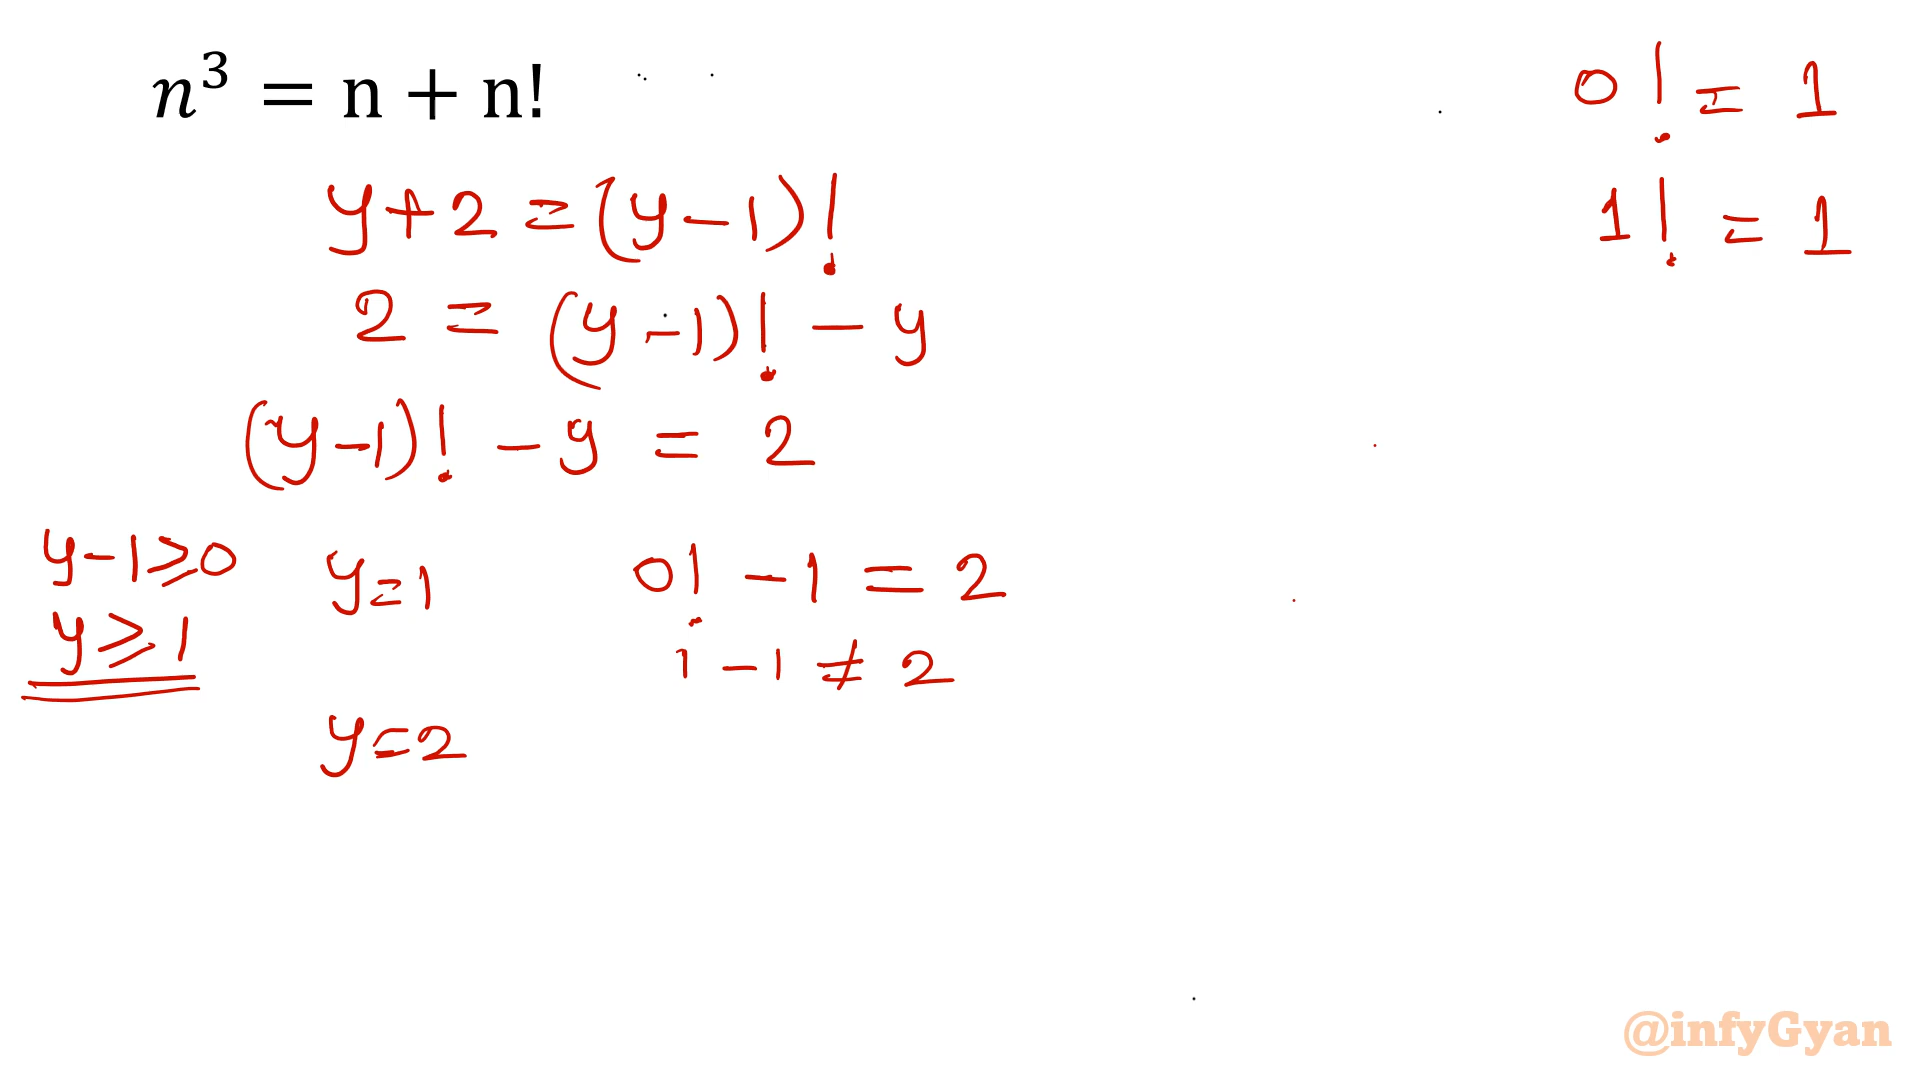 n³ = n + n!
0! = 1
1! = 1
y+2 = (y-1)!
2 = (y-1)! - y
(y-1)! - y = 2
y-1≥0
y≥1
y=1
0! - 1 = 2
1 - 1 ≠ 2
y=2
@infyGyan